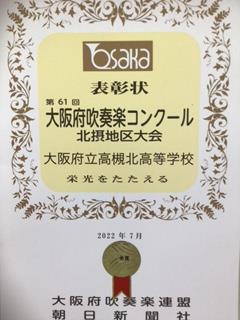 Osaka
表彰状
第61回
大阪府吹奏楽コンクール
北摂地区大会
大阪府立高槻北高等学校
栄光をたたえる
2022年7月
金賞
大阪府吹奏楽連盟
朝日新聞社